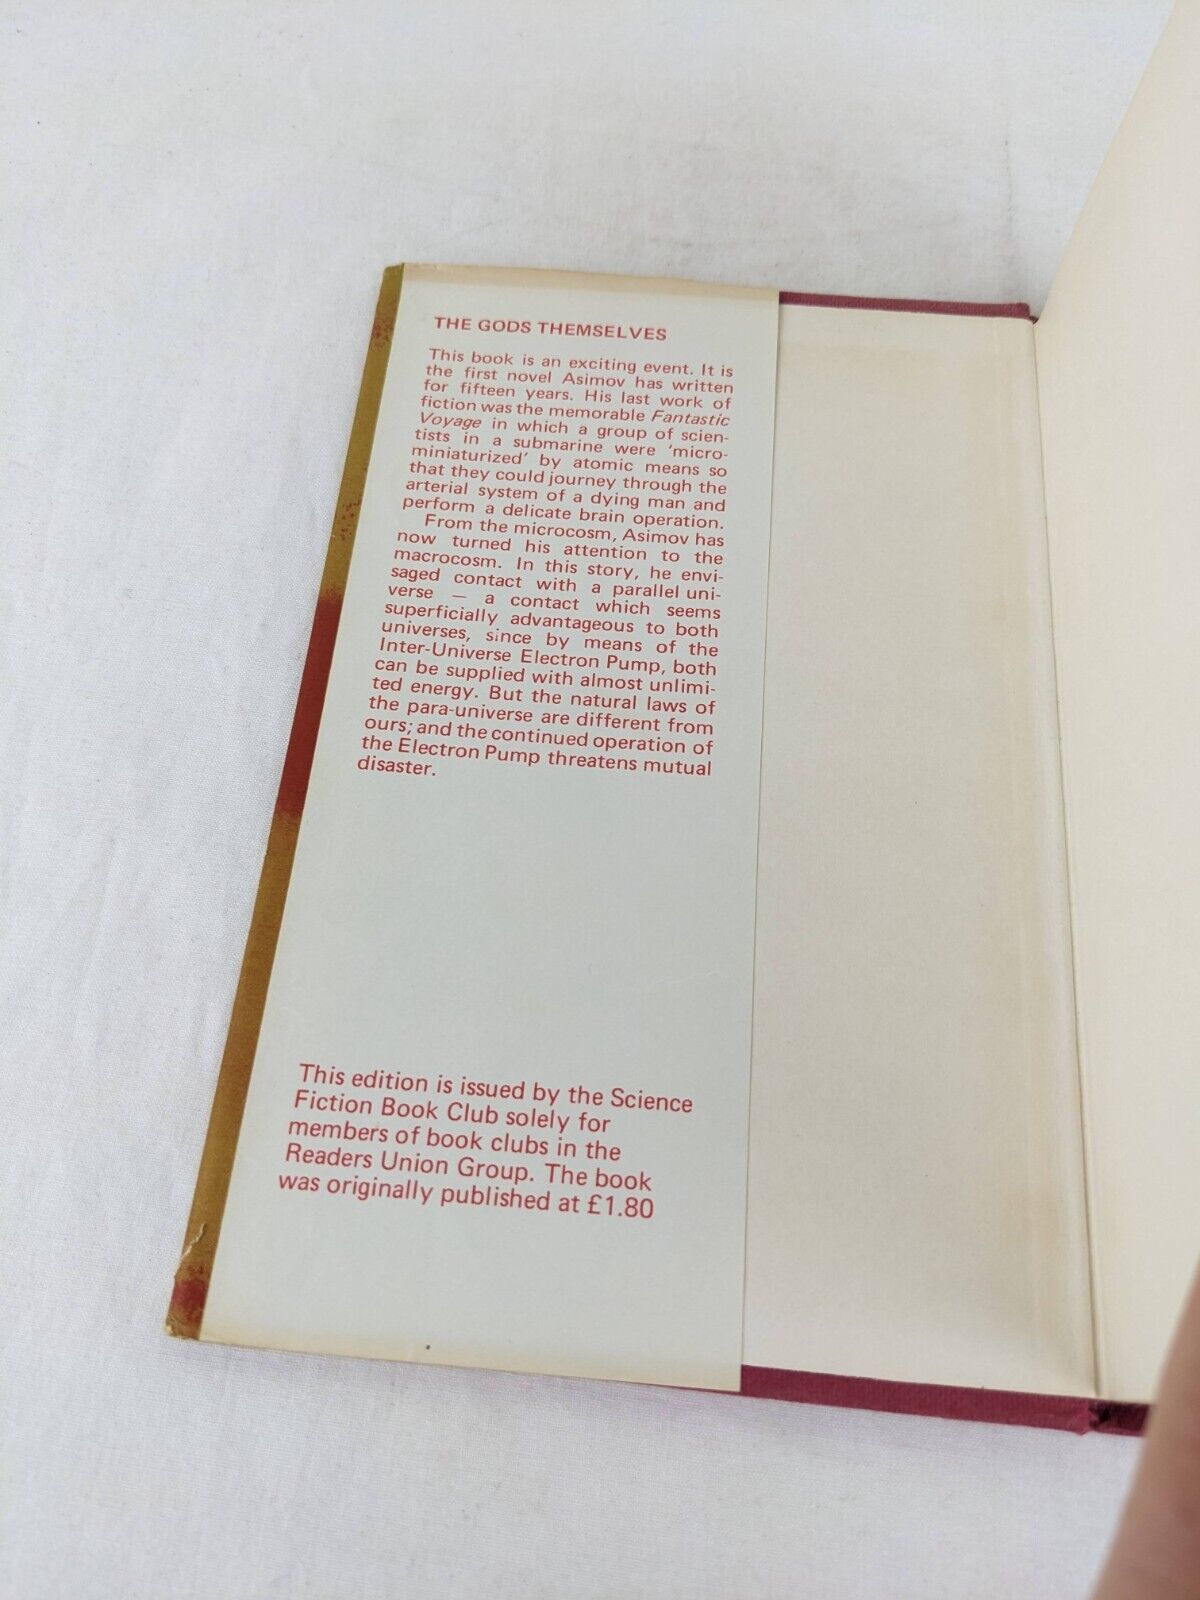 THE GODS THEMSELVES
This book is an exciting event. It is
the first novel Asimov has written
for fifteen years. His last work of
fiction was the memorable Fantastic
Voyage in which a group of scien-
tists in a submarine were ‘micro-
miniaturized’ by atomic means so
that they could journey through the
arterial system of a dying man and
perform a delicate brain operation.
From the microcosm, Asimov has
now turned his attention to the
macrocosm. In this story, he envi-
saged contact with a parallel uni-
verse — a contact which seems
superficially advantageous to both
universes, since by means of the
Inter-Universe Electron Pump, both
can be supplied with almost unlimi-
ted energy. But the natural laws of
the para-universe are different from
ours; and the continued operation of
the Electron Pump threatens mutual
disaster.
This edition is issued by the Science
Fiction Book Club solely for
members of book clubs in the
Readers Union Group. The book
was originally published at £1.80